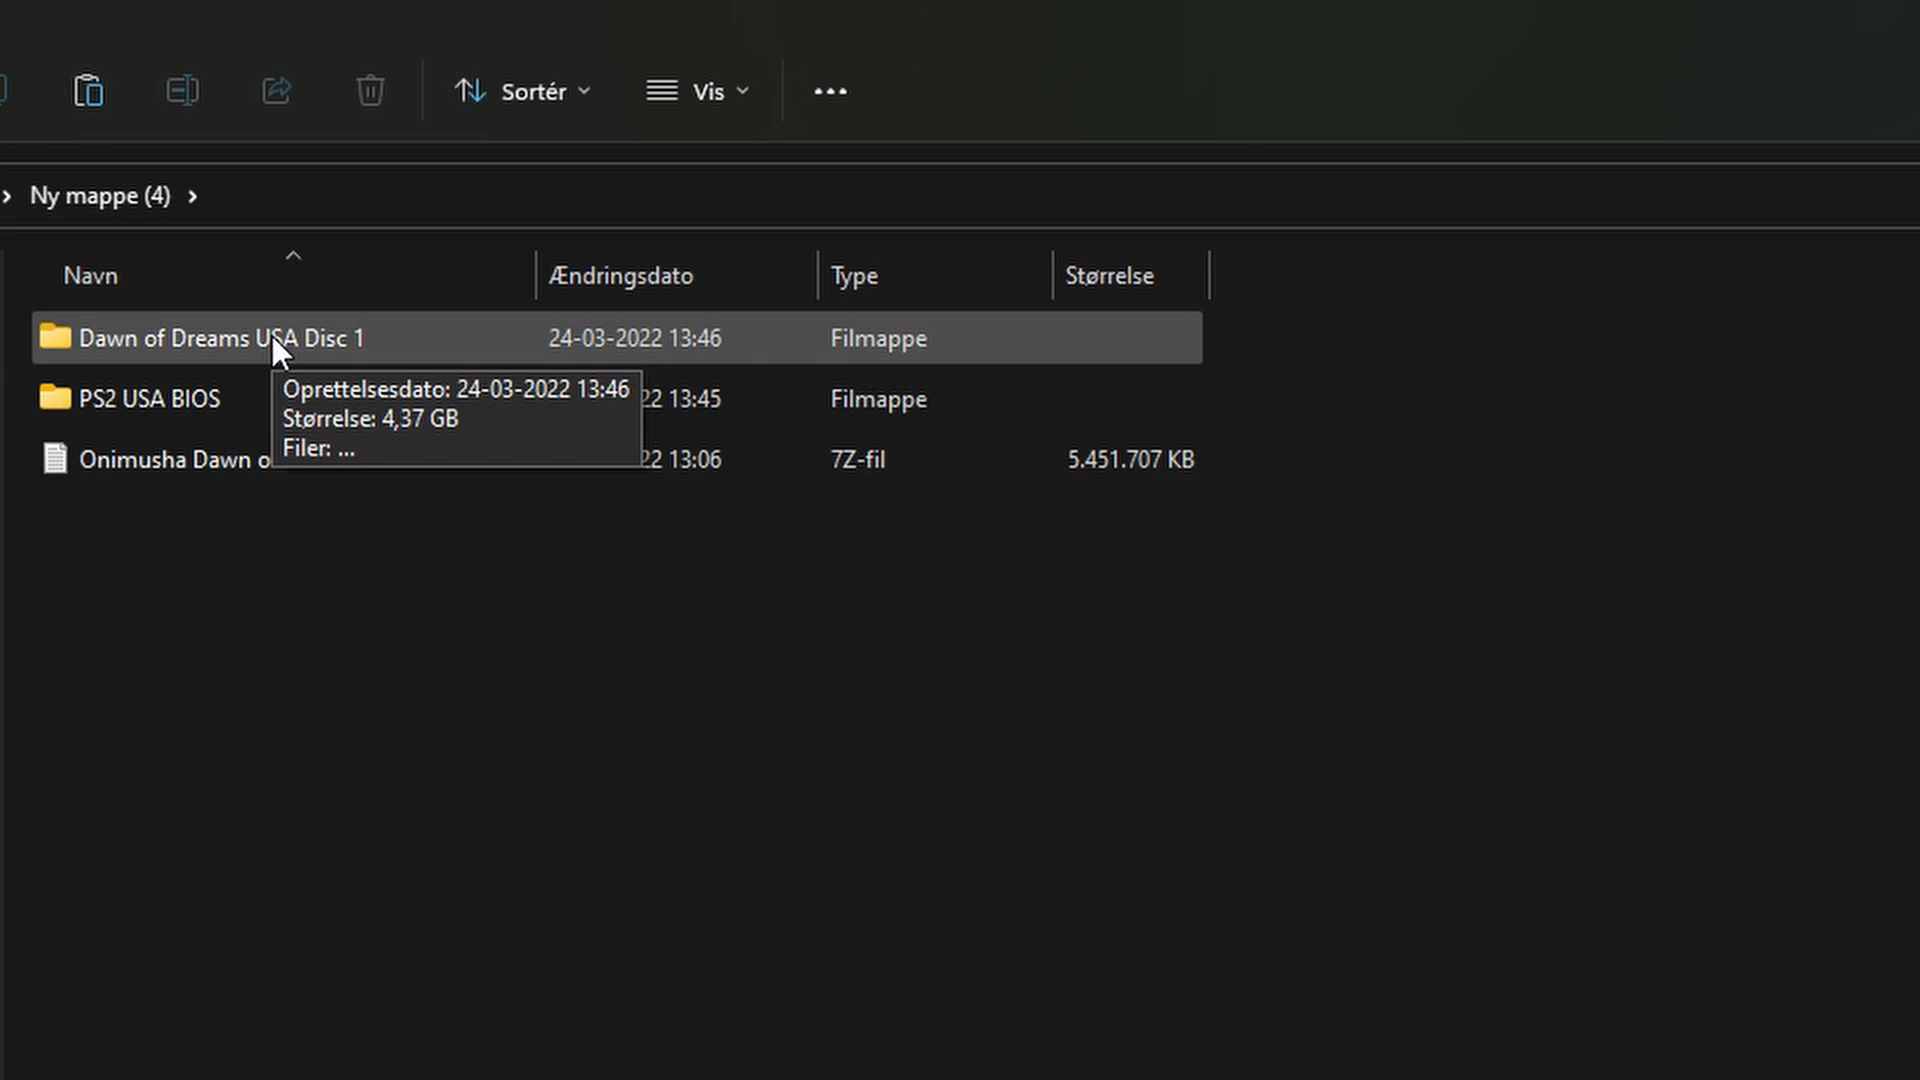 Sortér
Vis
Ny mappe (4)
Navn
Ændringsdato
Type
Størrelse
Dawn of Dreams USA Disc 1
24-03-2022 13:46
Filmappe
PS2 USA BIOS
22 13:45
Filmappe
Oprettelsesdato: 24-03-2022 13:46
Størrelse: 4,37 GB
Filer: ...
Onimusha Dawn o
22 13:06
7Z-fil
5.451.707 KB